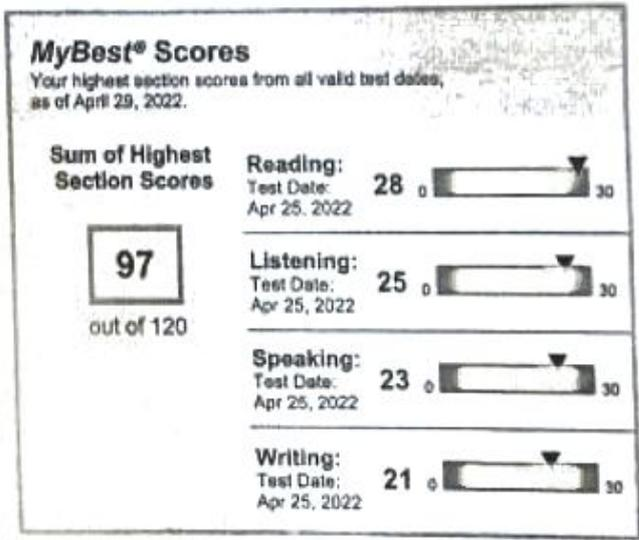 MyBest® Scores
Your highest section scores from all valid test dates,
as of April 29, 2022.
Sum of Highest
Section Scores
97
out of 120
Reading:
Test Date:
Apr 25, 2022
28
0
30
Listening:
Test Date:
Apr 25, 2022
25
0
30
Speaking:
Test Date:
Apr 25, 2022
23
0
30
Writing:
Test Date:
Apr 25, 2022
21
0
30